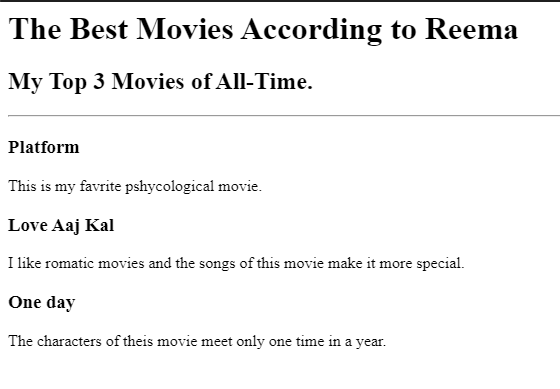 The Best Movies According to Reema
My Top 3 Movies of All-Time.
Platform
This is my favrite pshycological movie.
Love Aaj Kal
I like romatic movies and the songs of this movie make it more special.
One day
The characters of theis movie meet only one time in a year.